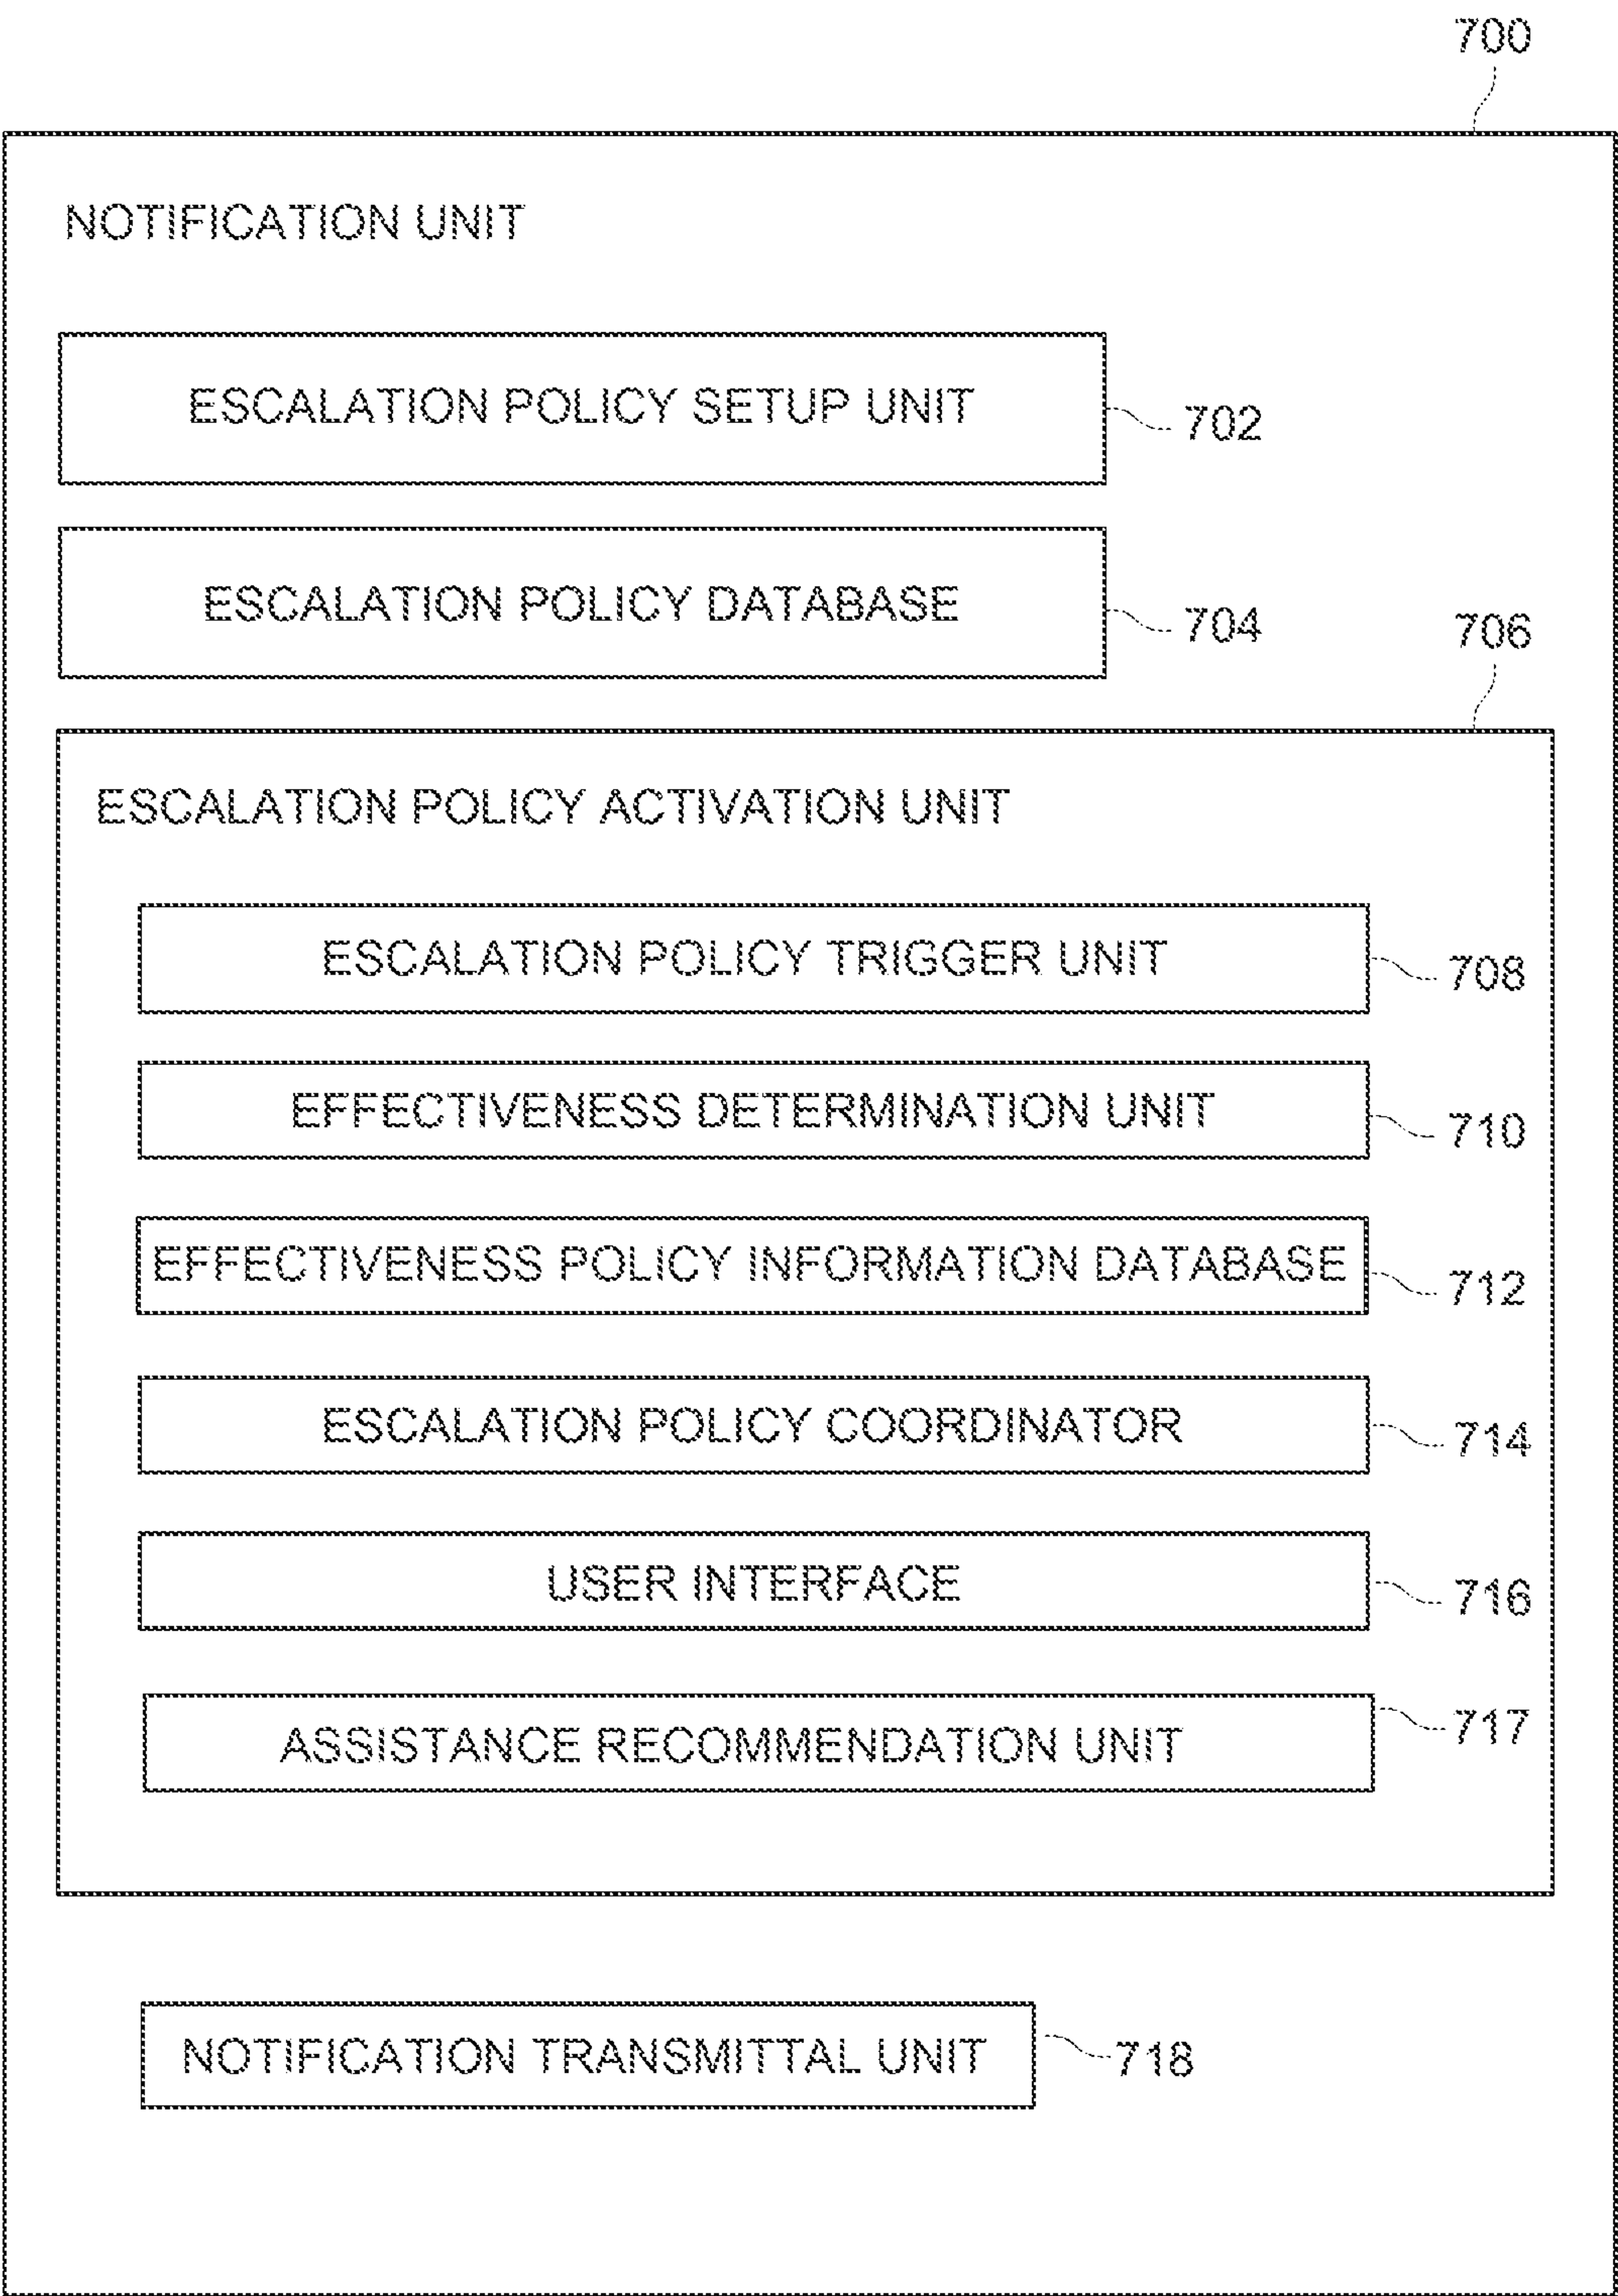 700
NOTIFICATION UNIT
ESCALATION POLICY SETUP UNIT
702
ESCALATION POLICY DATABASE
704
706
ESCALATION POLICY ACTIVATION UNIT
ESCALATION POLICY TRIGGER UNIT
708
EFFECTIVENESS DETERMINATION UNIT
710
EFFECTIVENESS POLICY INFORMATION DATABASE
712
ESCALATION POLICY COORDINATOR
714
USER INTERFACE
716
ASSISTANCE RECOMMENDATION UNIT
717
NOTIFICATION TRANSMITTAL UNIT
718